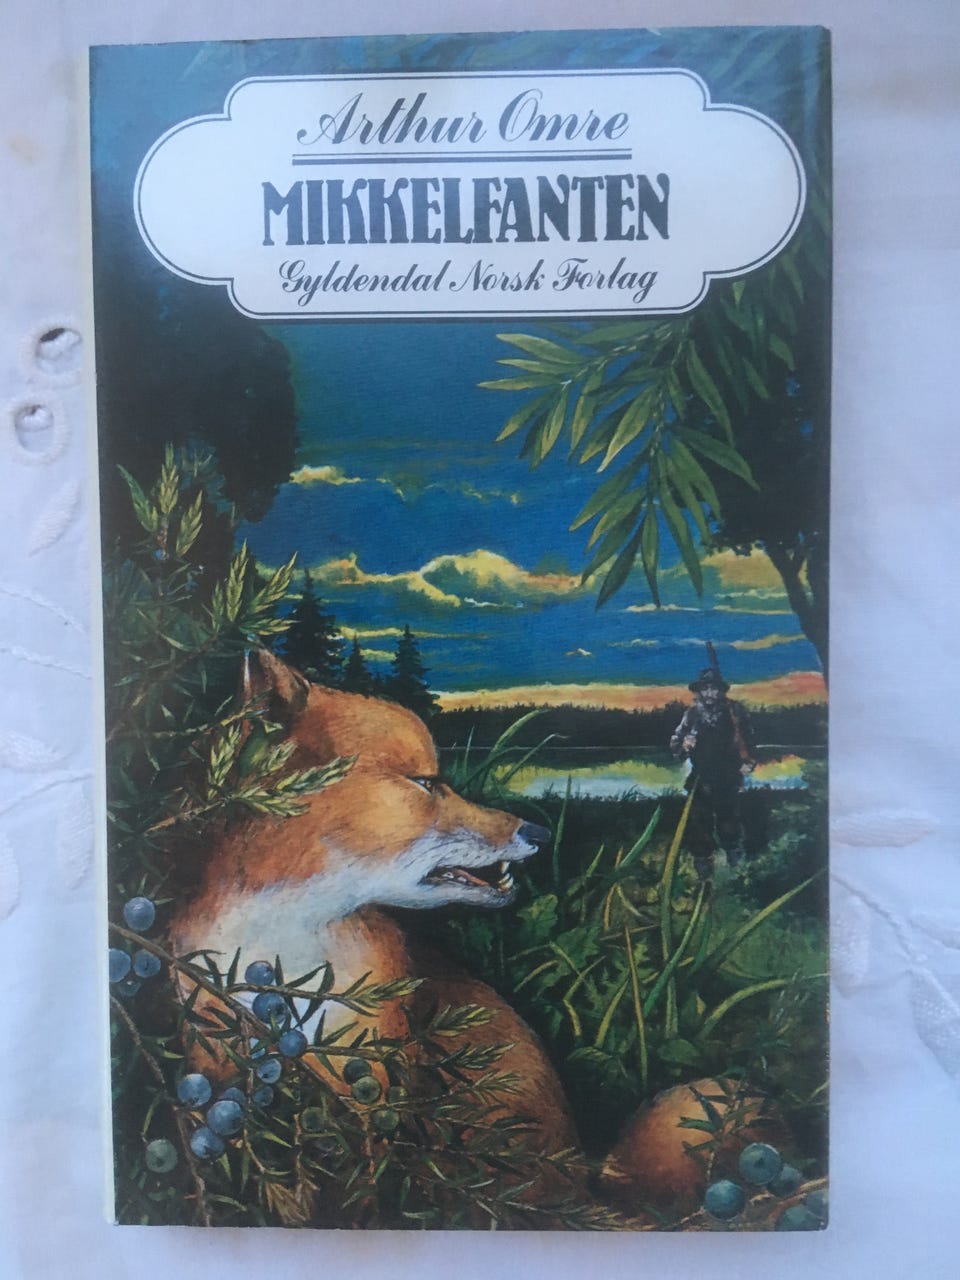 Arthur Omre
MIKKELFANTEN
Gyldendal Norsk Forlag